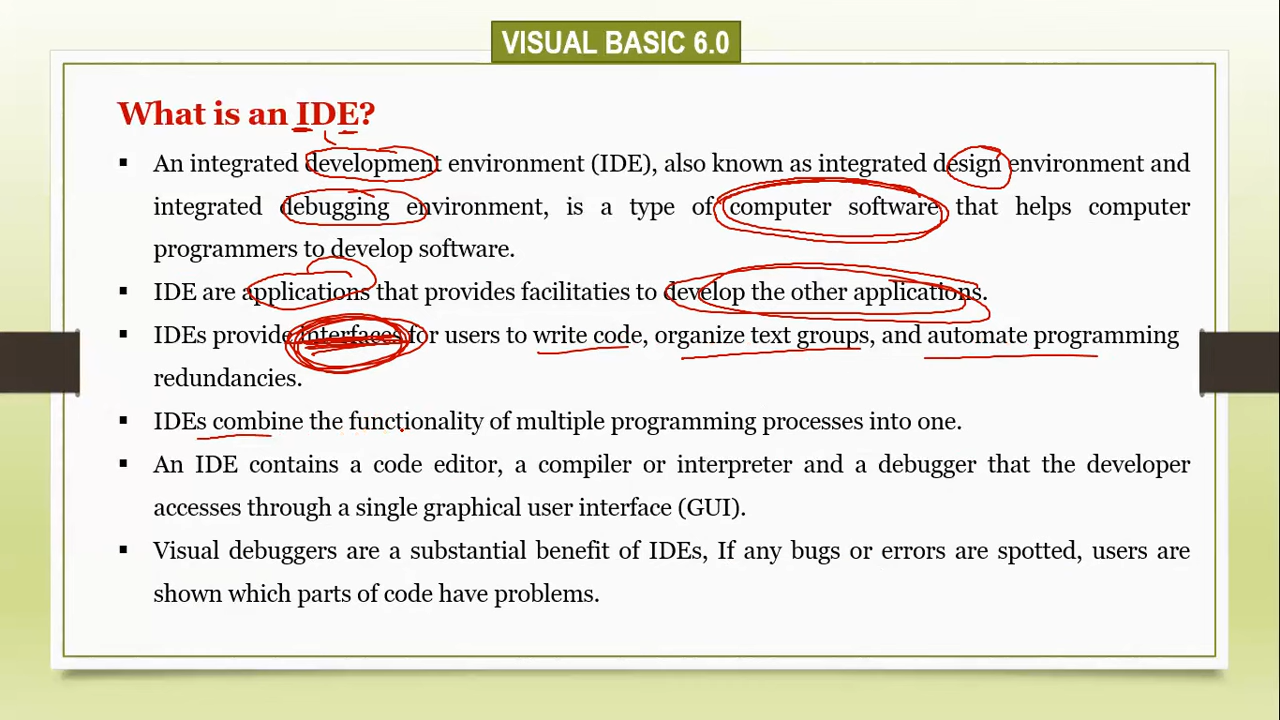 VISUAL BASIC 6.0
What is an IDE?
▪ An integrated development environment (IDE), also known as integrated design environment and
integrated debugging environment, is a type of computer software that helps computer
programmers to develop software.
▪ IDE are applications that provides facilitaties to develop the other applications.
▪ IDEs provide interfaces for users to write code, organize text groups, and automate programming
redundancies.
▪ IDEs combine the functionality of multiple programming processes into one.
▪ An IDE contains a code editor, a compiler or interpreter and a debugger that the developer
accesses through a single graphical user interface (GUI).
▪ Visual debuggers are a substantial benefit of IDEs, If any bugs or errors are spotted, users are
shown which parts of code have problems.